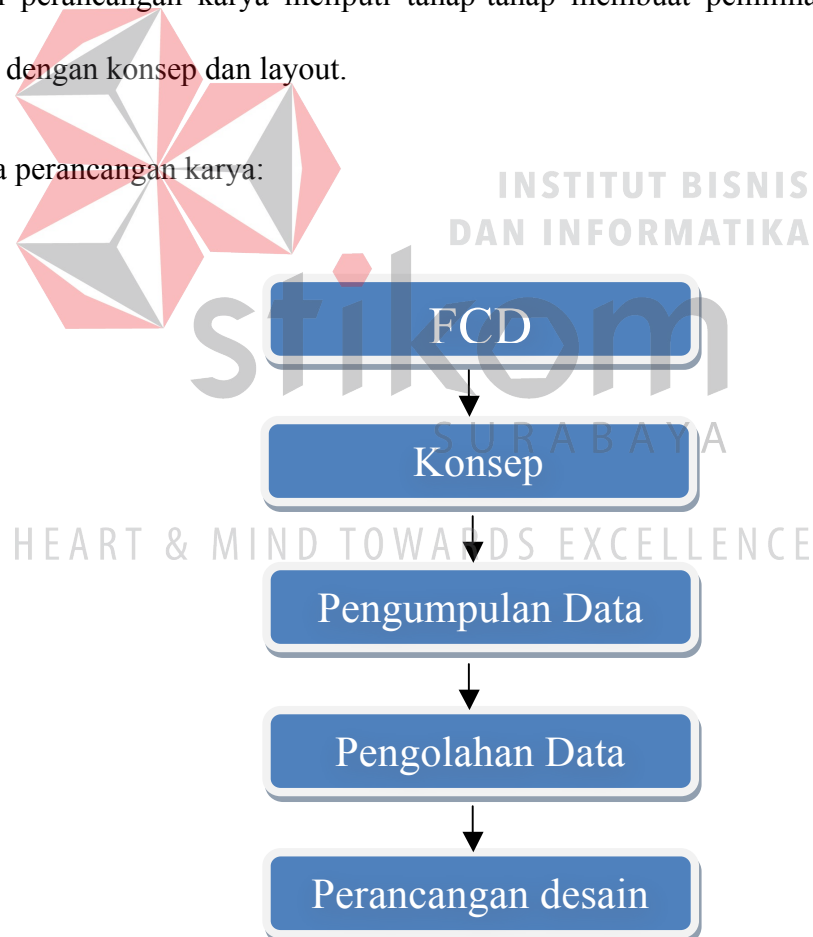 perancangan karya meliputi tahap-tahap membuat
dengan konsep dan layout.
perancangan karya:
INSTITUT BISNIS
DAN INFORMATIKA
stikom
SURABAYA
FCD
Konsep
HEART & MIND TOWARDS EXCELLENCE
Pengumpulan Data
Pengolahan Data
Perancangan desain